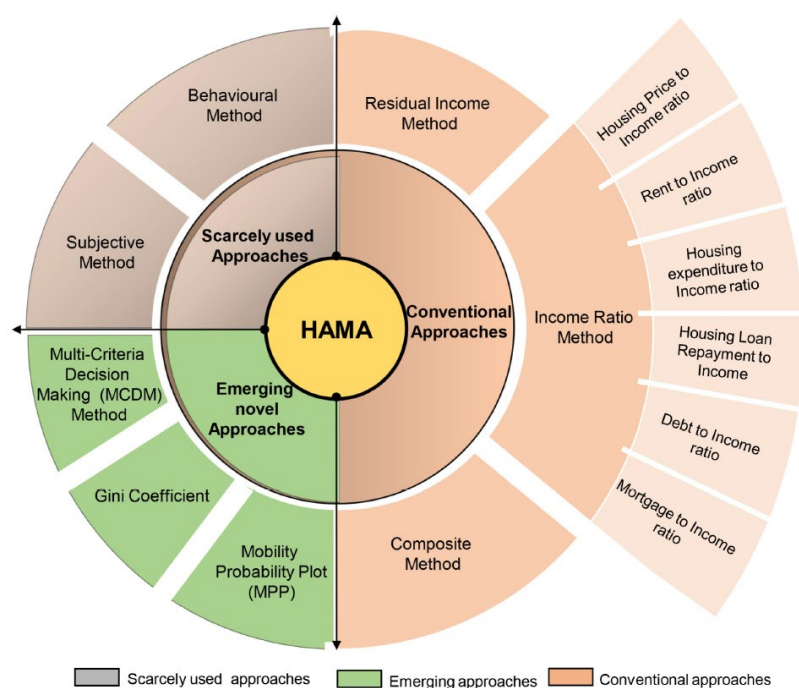 Behavioural
Method
Residual Income
Method
Housing Price to
Income ratio
Rent to Income
ratio
Housing
expenditure to
Income ratio
Housing Loan
Repayment to
Income
Debt to Income
ratio
Mortgage to Income
ratio
Subjective
Method
Scarcely used
Approaches
HAMA
Conventional
Approaches
Income Ratio
Method
Multi-Criteria
Decision
Making (MCDM)
Method
Emerging
novel
Approaches
Gini Coefficient
Mobility
Probability Plot
(MPP)
Composite
Method
Scarcely used approaches
Emerging approaches
Conventional approaches